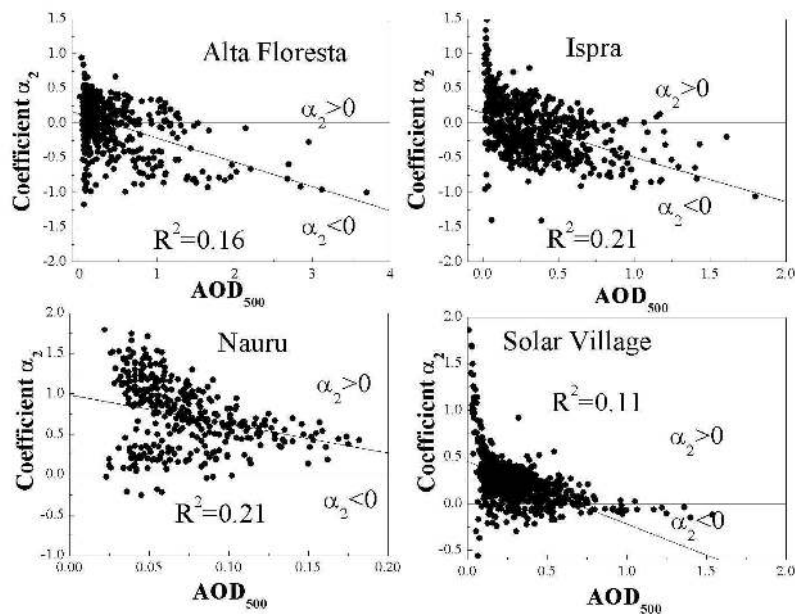 Alta Floresta
Coefficient α₂
1.5
1.0
0.5
0.0
-0.5
-1.0
-1.5
-2.0
α₂>0
α₂<0
R²=0.16
0 1 2 3 4
AOD₅₀₀
Ispra
Coefficient α₂
1.5
1.0
0.5
0.0
-0.5
-1.0
-1.5
-2.0
α₂>0
α₂<0
R²=0.21
0.0 0.5 1.0 1.5 2.0
AOD₅₀₀
Nauru
Coefficient α₂
2.0
1.5
1.0
0.5
0.0
-0.5
-1.0
α₂>0
α₂<0
R²=0.21
0.00 0.05 0.10 0.15 0.20
AOD₅₀₀
Solar Village
Coefficient α₂
2.0
1.5
1.0
0.5
0.0
-0.5
R²=0.11
α₂>0
α₂<0
0.0 0.5 1.0 1.5 2.0
AOD₅₀₀